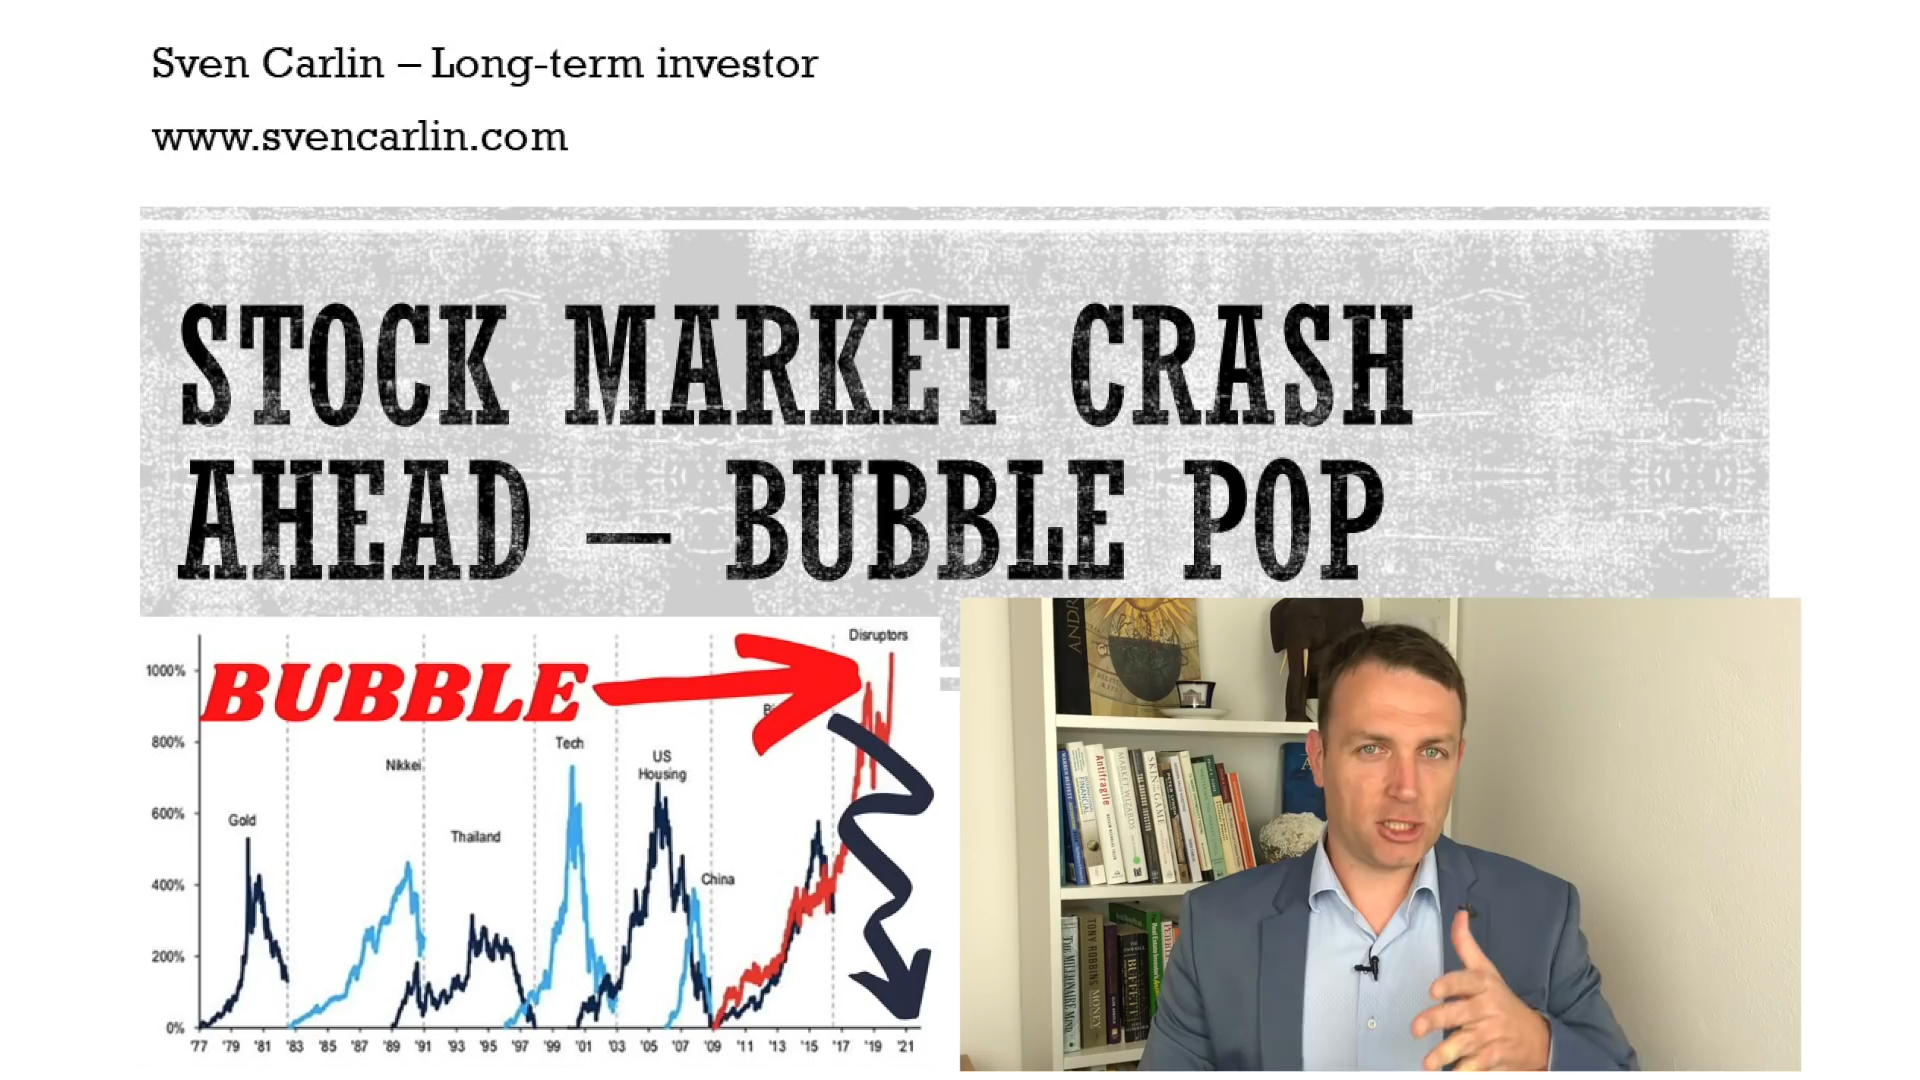 Sven Carlin – Long-term investor
www.svencarlin.com
STOCK MARKET CRASH
AHEAD – BUBBLE POP
BUBBLE
Disruptors
1000%
800%
600%
400%
200%
0%
Gold
Nikkei
Thailand
Tech
US
Housing
China
'77 '79 '81 '83 '85 '87 '89 '91 '93 '95 '97 '99 '01 '03 '05 '07 '09 '11 '13 '15 '17 '19 '21
ANDR
Antifragile
MARKET WIZARDS
SKIN IN THE GAME
THE MILLIONAIRE MIND
TONY ROBBINS MONEY
BUFFETT